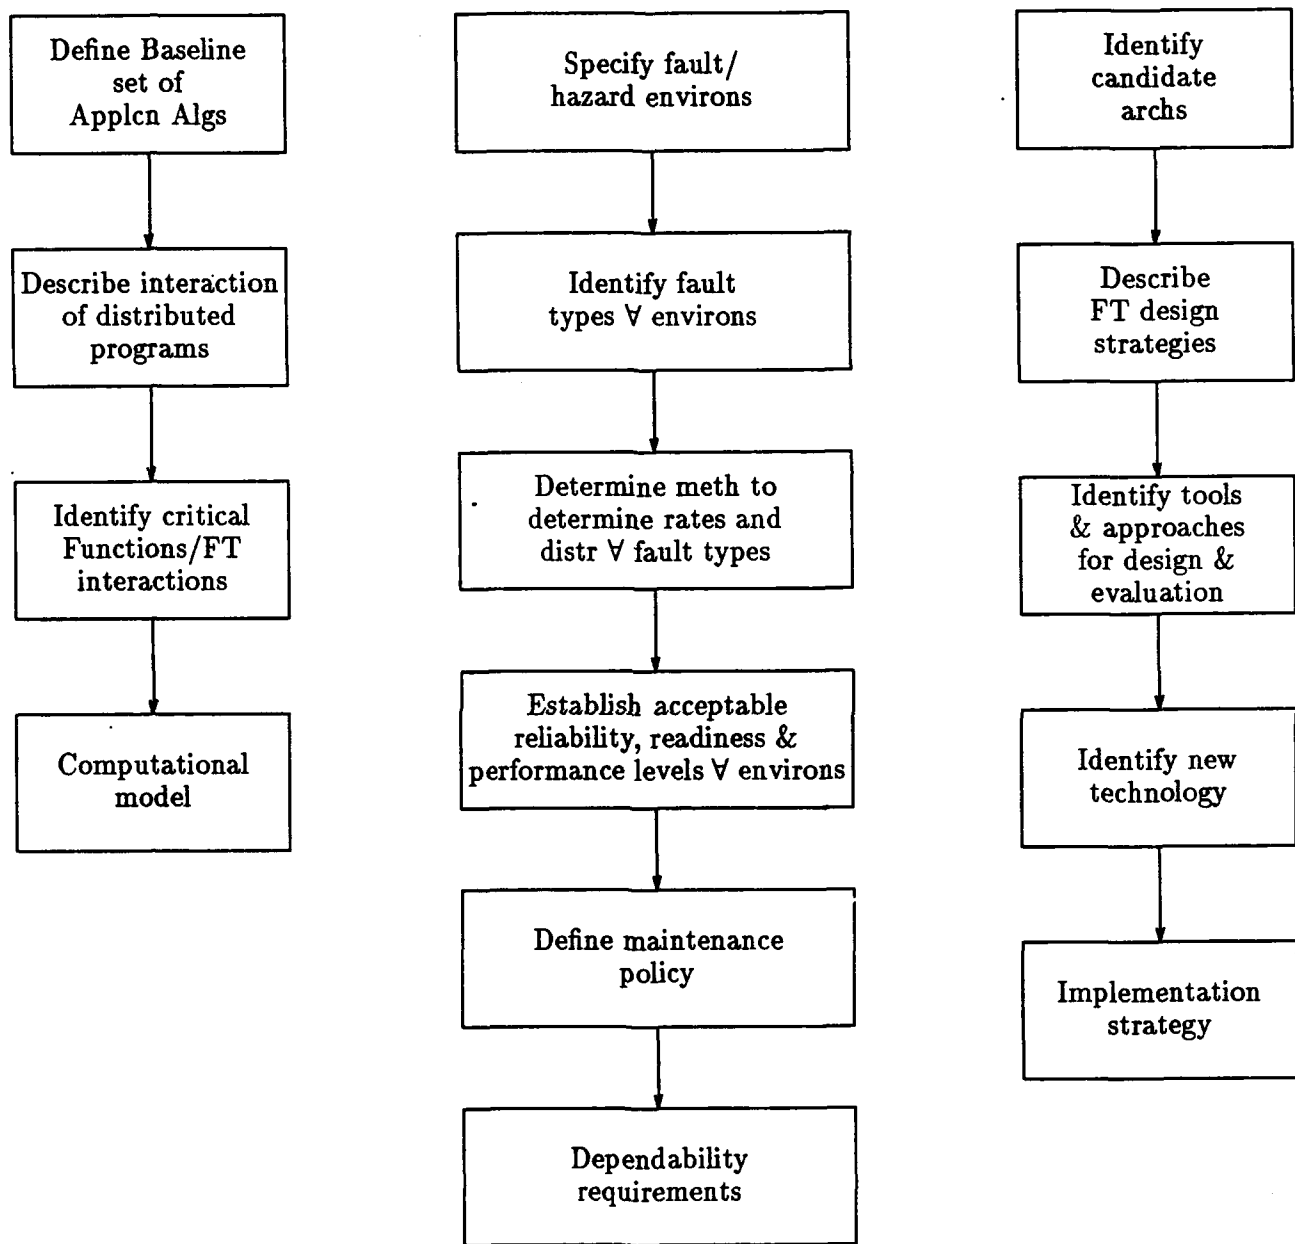 Define Baseline
set of
Applcn Algs
Describe interaction
of distributed
programs
Identify critical
Functions/FT
interactions
Computational
model
Specify fault/
hazard environs
Identify fault
types ∀ environs
Determine meth to
determine rates and
distr ∀ fault types
Establish acceptable
reliability, readiness &
performance levels ∀ environs
Define maintenance
policy
Dependability
requirements
Identify
candidate
archs
Describe
FT design
strategies
Identify tools
& approaches
for design &
evaluation
Identify new
technology
Implementation
strategy